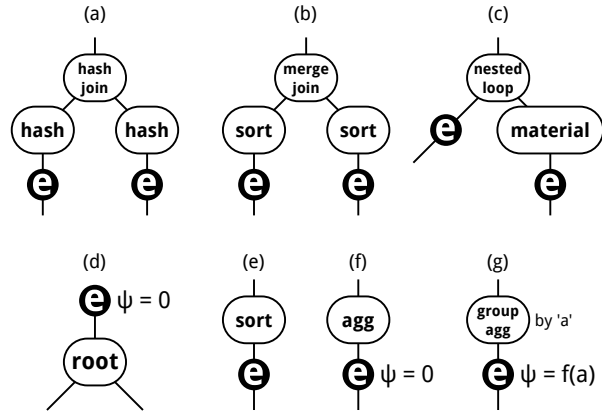 (a)
(b)
(c)
hash
join
merge
join
nested
loop
hash
hash
sort
sort
e
material
e
e
e
e
e
(d)
(e)
(f)
(g)
e ψ = 0
root
sort
agg
group
agg
by 'a'
e
e ψ = 0
e ψ = f(a)